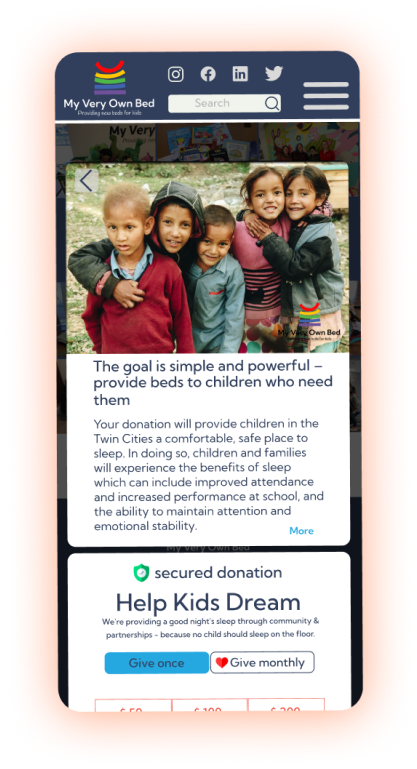 My Very Own Bed
Providing new beds for kids
Search
My Very
My Very Own Bed
The goal is simple and powerful –
provide beds to children who need
them
Your donation will provide children in the
Twin Cities a comfortable, safe place to
sleep. In doing so, children and families
will experience the benefits of sleep
which can include improved attendance
and increased performance at school, and
the ability to maintain attention and
emotional stability.
More
My Very Own Bed
secured donation
Help Kids Dream
We're providing a good night's sleep through community &
partnerships - because no child should sleep on the floor.
Give once
Give monthly